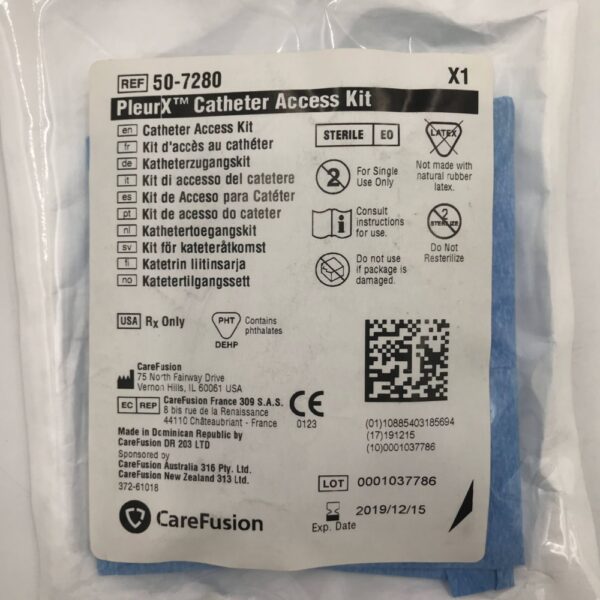 REF 50-7280 X1
PleurX™ Catheter Access Kit
en Catheter Access Kit
fr Kit d'accès au cathéter
de Katheterzugangskit
it Kit di accesso del catetere
es Kit de Acceso para Catéter
pt Kit de acesso do cateter
nl Kathetertoegangskit
sv Kit för kateteråtkomst
fi Katetrin liitinsarja
no Katetertilgangssett
STERILE EO
LATEX
2
For Single
Use Only
Not made with
natural rubber
latex.
i
Consult
instructions
for use.
2
STERILIZE
Do Not
Resterilize
Do not use
if package is
damaged.
USA Rx Only
PHT
DEHP
Contains
phthalates
CareFusion
75 North Fairway Drive
Vernon Hills, IL 60061 USA
EC REP
CareFusion France 309 S.A.S.
8 bis rue de la Renaissance
44110 Châteaubriant - France
CE
0123
Made in Dominican Republic by
CareFusion DR 203 LTD
Sponsored by
CareFusion Australia 316 Pty. Ltd.
CareFusion New Zealand 313 Ltd.
372-61018
(01)10885403185694
(17)191215
(10)0001037786
LOT 0001037786
2019/12/15
Exp. Date
CareFusion